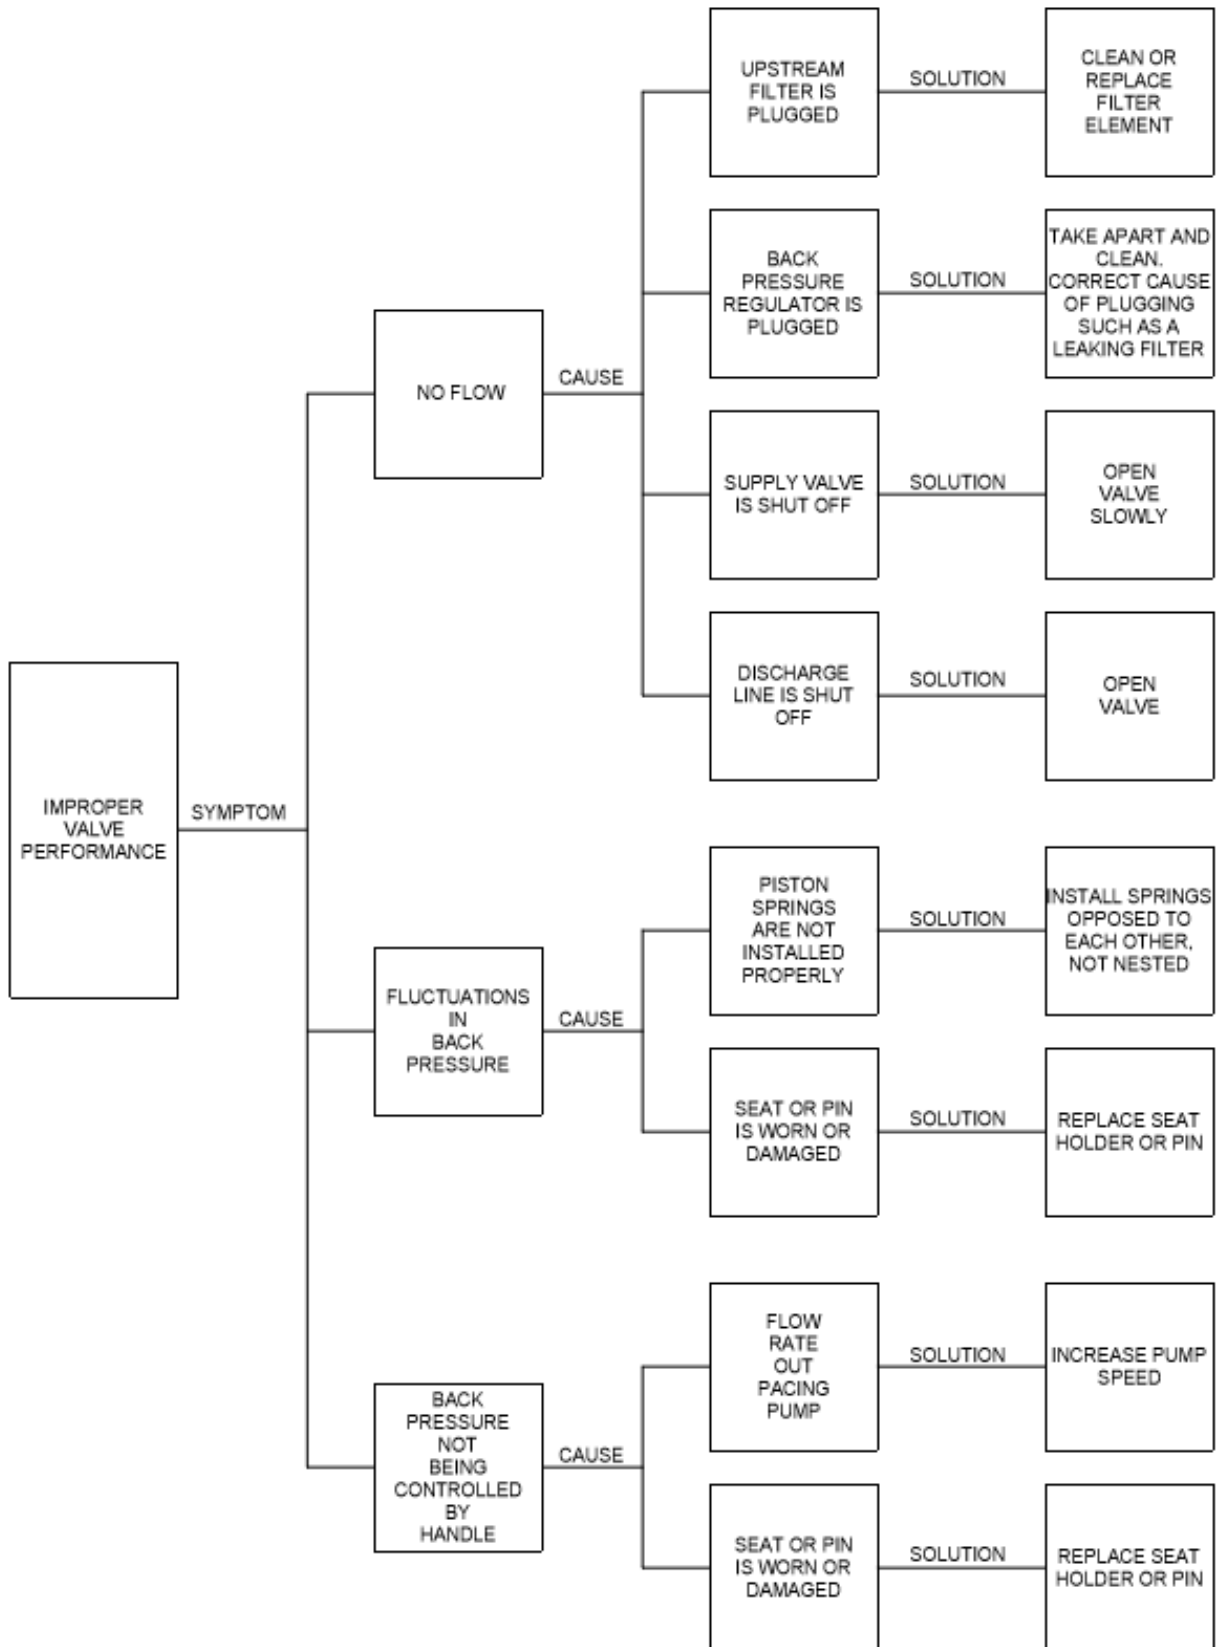 UPSTREAM
FILTER IS
PLUGGED
SOLUTION
CLEAN OR
REPLACE
FILTER
ELEMENT
BACK
PRESSURE
REGULATOR IS
PLUGGED
SOLUTION
TAKE APART AND
CLEAN.
CORRECT CAUSE
OF PLUGGING
SUCH AS A
LEAKING FILTER
NO FLOW
CAUSE
SUPPLY VALVE
IS SHUT OFF
SOLUTION
OPEN
VALVE
SLOWLY
DISCHARGE
LINE IS SHUT
OFF
SOLUTION
OPEN
VALVE
IMPROPER
VALVE
PERFORMANCE
SYMPTOM
PISTON
SPRINGS
ARE NOT
INSTALLED
PROPERLY
SOLUTION
INSTALL SPRINGS
OPPOSED TO
EACH OTHER,
NOT NESTED
FLUCTUATIONS
IN
BACK
PRESSURE
CAUSE
SEAT OR PIN
IS WORN OR
DAMAGED
SOLUTION
REPLACE SEAT
HOLDER OR PIN
FLOW
RATE
OUT
PACING
PUMP
SOLUTION
INCREASE PUMP
SPEED
BACK
PRESSURE
NOT
BEING
CONTROLLED
BY
HANDLE
CAUSE
SEAT OR PIN
IS WORN OR
DAMAGED
SOLUTION
REPLACE SEAT
HOLDER OR PIN